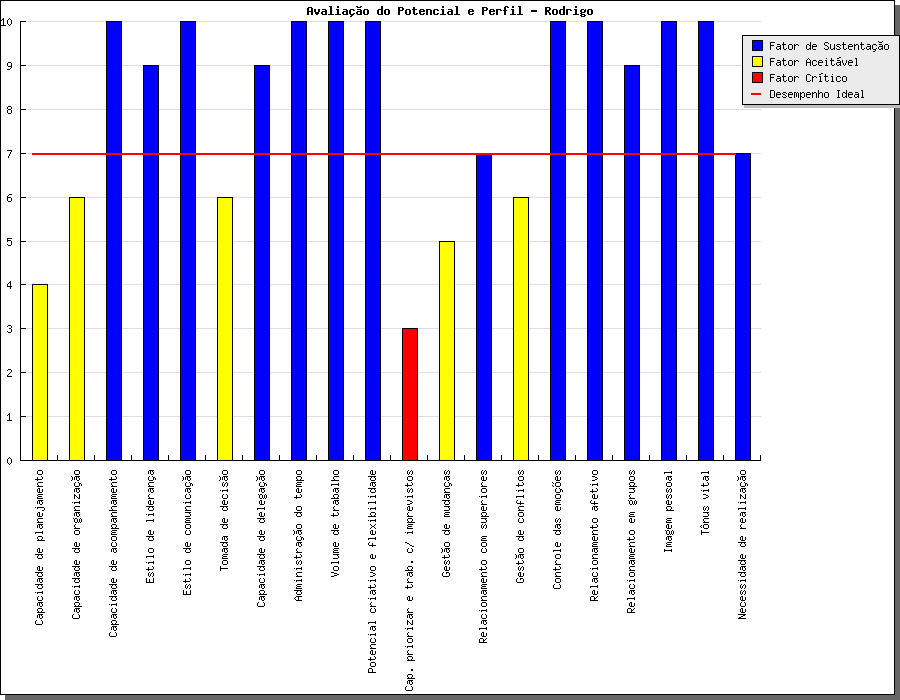 Avaliação do Potencial e Perfil - Rodrigo
Fator de Sustentação
Fator Aceitável
Fator Crítico
Desempenho Ideal
10
9
8
7
6
5
4
3
2
1
0
Capacidade de planejamento
Capacidade de organização
Capacidade de acompanhamento
Estilo de liderança
Estilo de comunicação
Tomada de decisão
Capacidade de delegação
Administração do tempo
Volume de trabalho
Potencial criativo e flexibilidade
Cap. priorizar e trab. c/ imprevistos
Gestão de mudanças
Relacionamento com superiores
Gestão de conflitos
Controle das emoções
Relacionamento afetivo
Relacionamento em grupos
Imagem pessoal
Tônus vital
Necessidade de realização